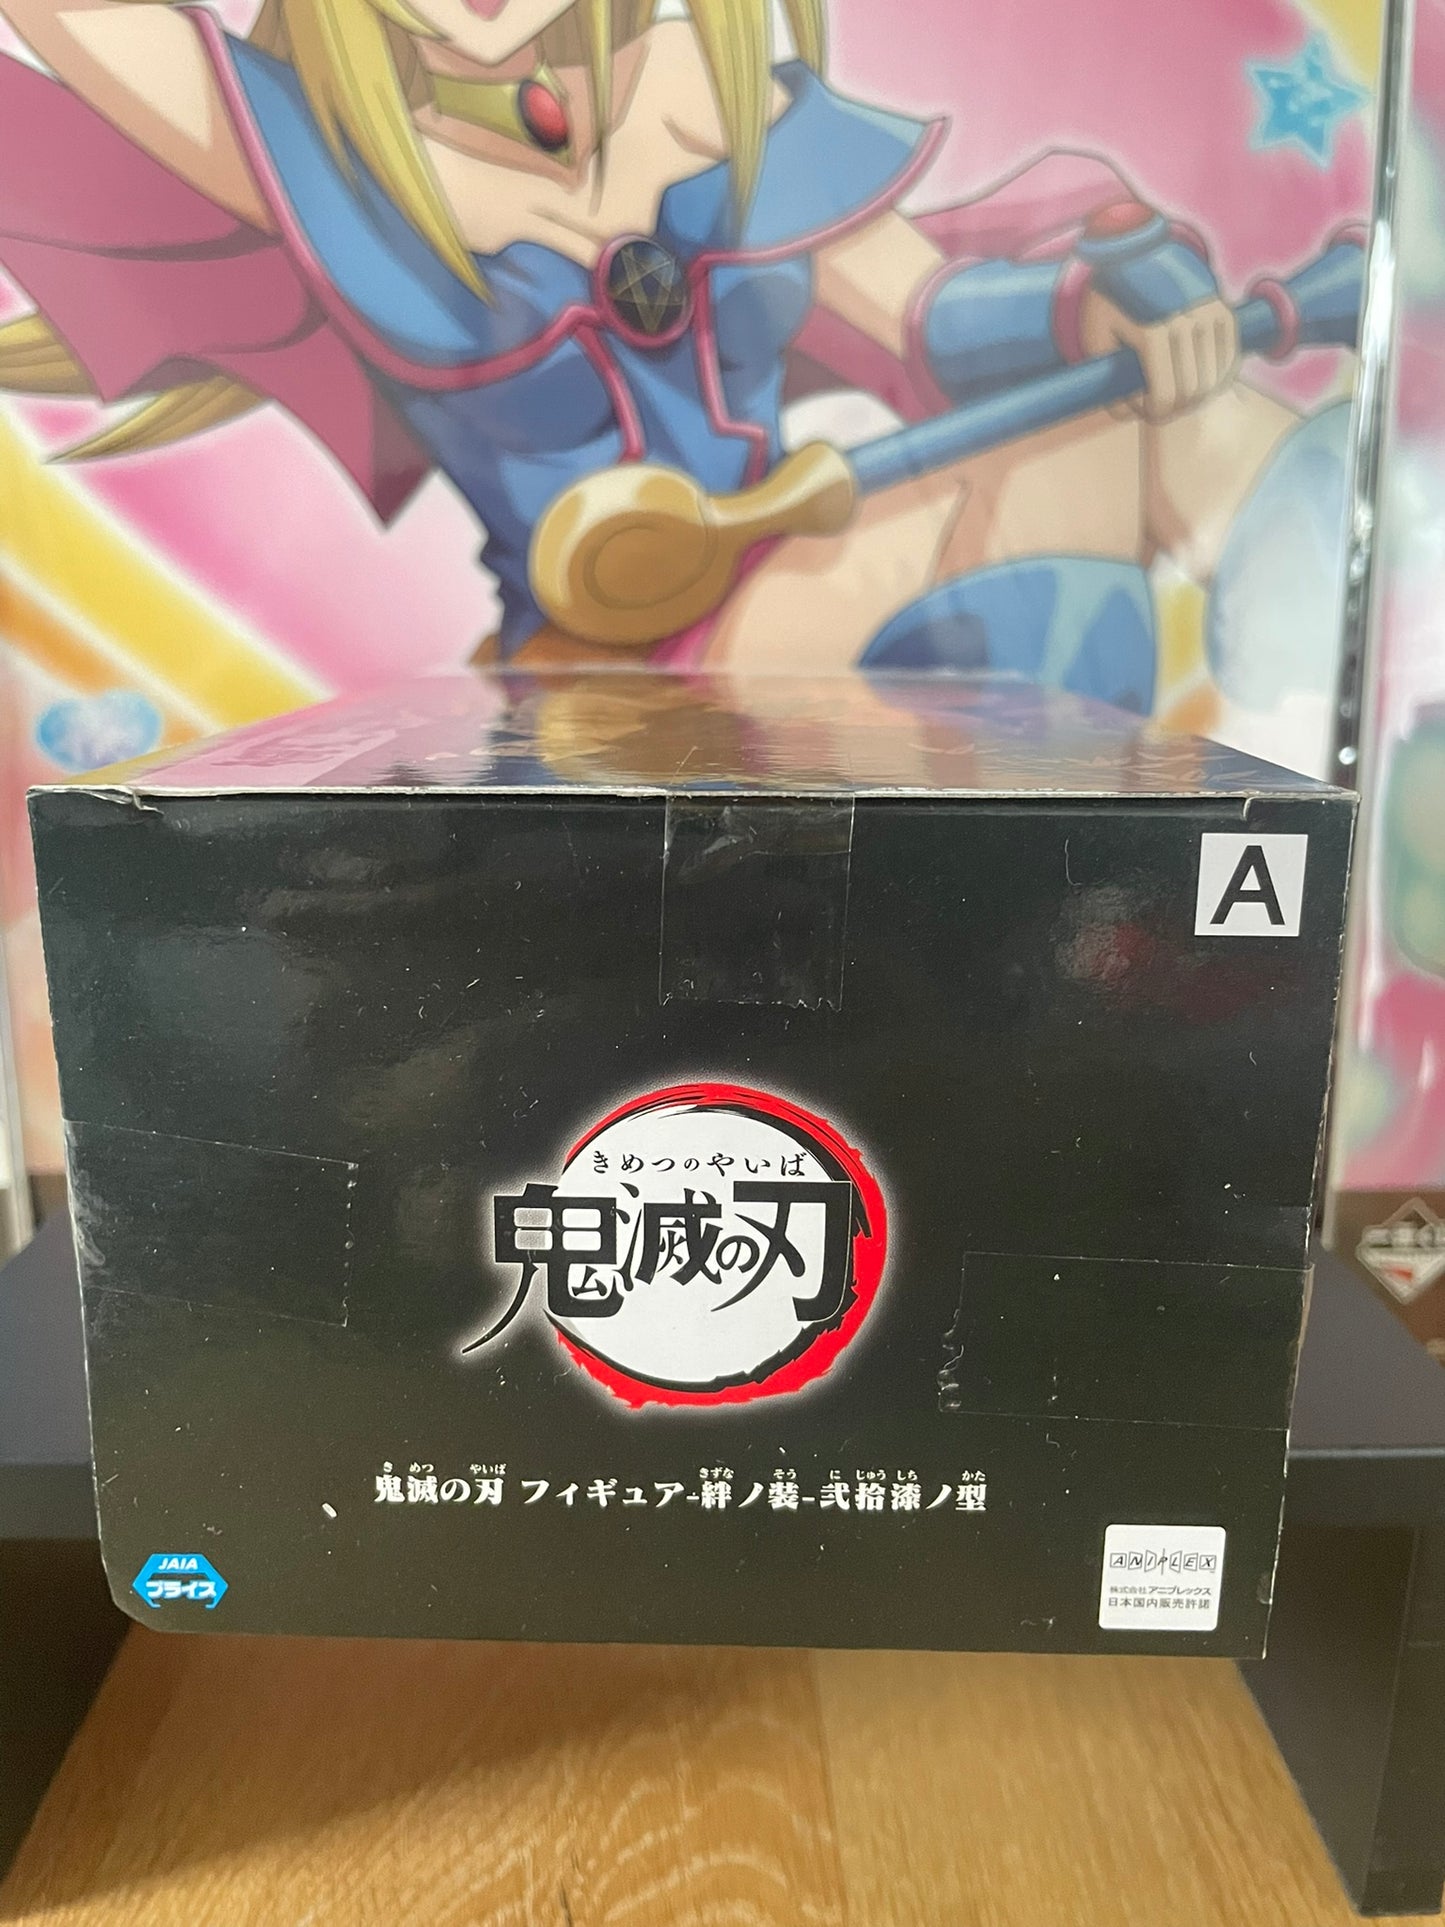 A
きめつのやいば
鬼滅の刃
き めつ やいば きずな そう に じゅう しち かた
鬼滅の刃 フィギュア-絆ノ装-弐拾漆ノ型
JAIA
プライズ
ANIPLEX
株式会社アニプレックス
日本国内販売許諾